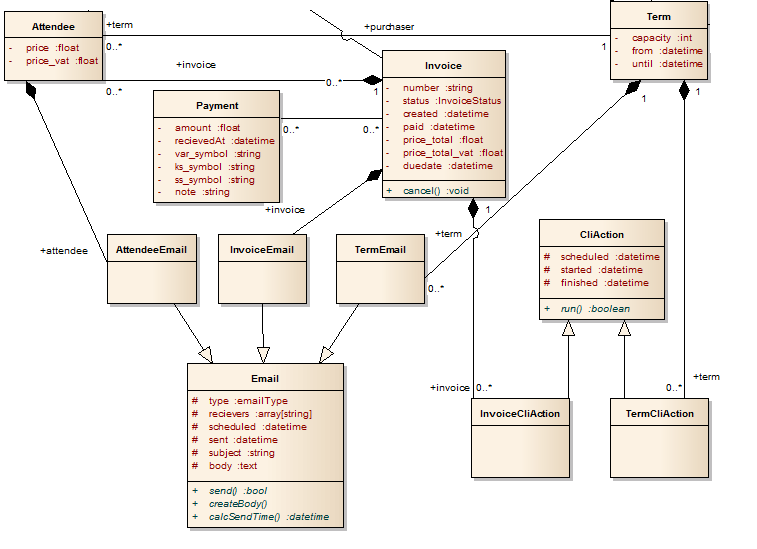 Attendee
- price :float
- price_vat :float
+term
0..*
+purchaser
1
Term
- capacity :int
- from :datetime
- until :datetime
1
1
+invoice
0..*
0..*
1
Invoice
- number :string
- status :InvoiceStatus
- created :datetime
- paid :datetime
- price_total :float
- price_total_vat :float
- duedate :datetime
+ cancel() :void
Payment
- amount :float
- recievedAt :datetime
- var_symbol :string
- ks_symbol :string
- ss_symbol :string
- note :string
0..*
0..*
+invoice
1
+attendee
AttendeeEmail
InvoiceEmail
TermEmail
+term
0..*
CliAction
# scheduled :datetime
# started :datetime
# finished :datetime
+ run() :boolean
Email
# type :emailType
# recievers :array[string]
# scheduled :datetime
# sent :datetime
# subject :string
# body :text
+ send() :bool
+ createBody()
+ calcSendTime() :datetime
+invoice
0..*
InvoiceCliAction
+term
0..*
TermCliAction